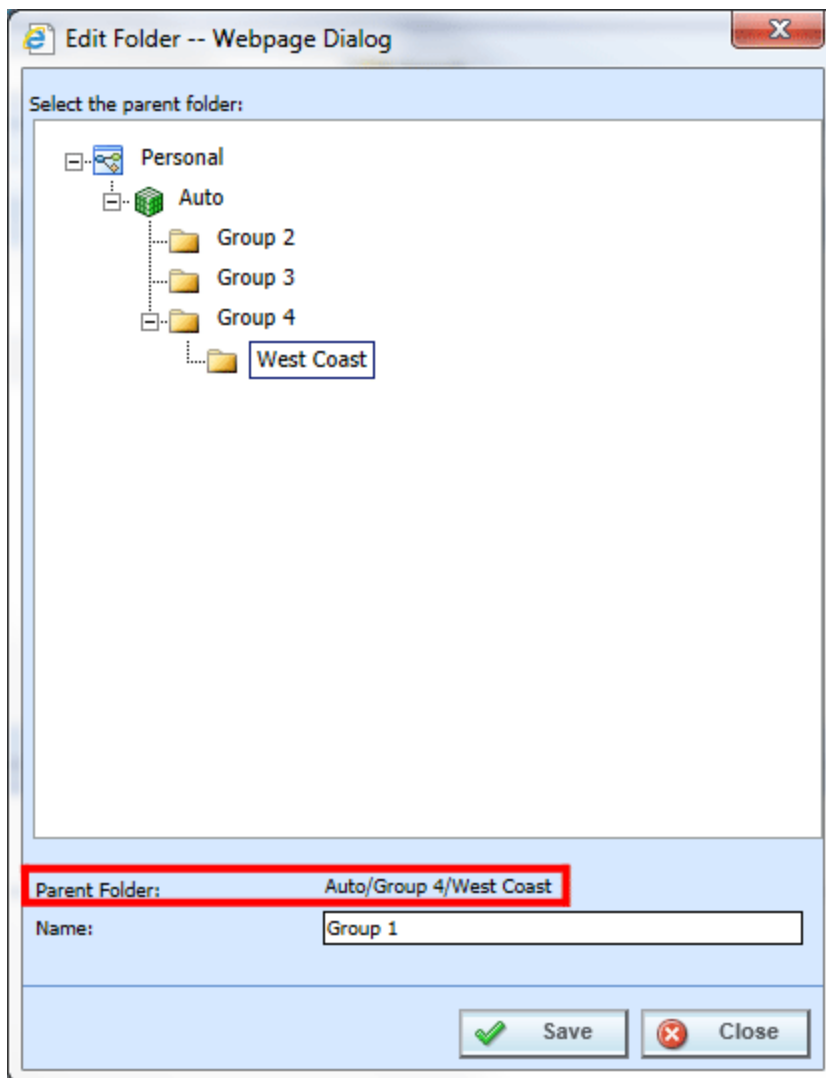 Edit Folder -- Webpage Dialog
Select the parent folder:
Personal
Auto
Group 2
Group 3
Group 4
West Coast
Parent Folder: Auto/Group 4/West Coast
Name: Group 1
Save Close